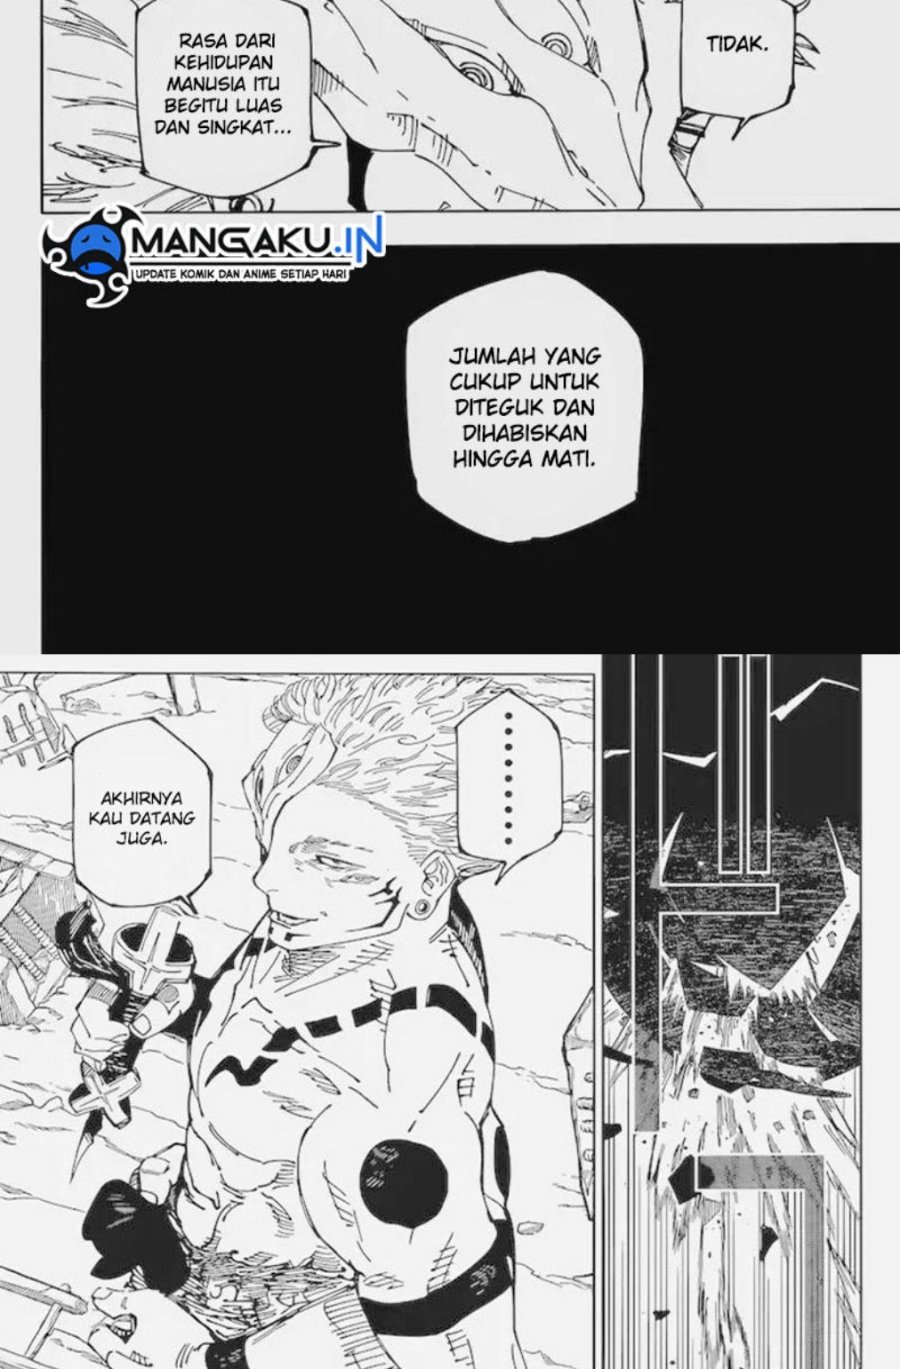 RASA DARI
KEHIDUPAN
MANUSIA ITU
BEGITU LUAS
DAN SINGKAT...
TIDAK.
MANGAKU.IN
UPDATE KOMIK DAN ANIME SETIAP HARI
JUMLAH YANG
CUKUP UNTUK
DITEGUK DAN
DIHABISKAN
HINGGA MATI.
..........
AKHIRNYA
KAU DATANG
JUGA.